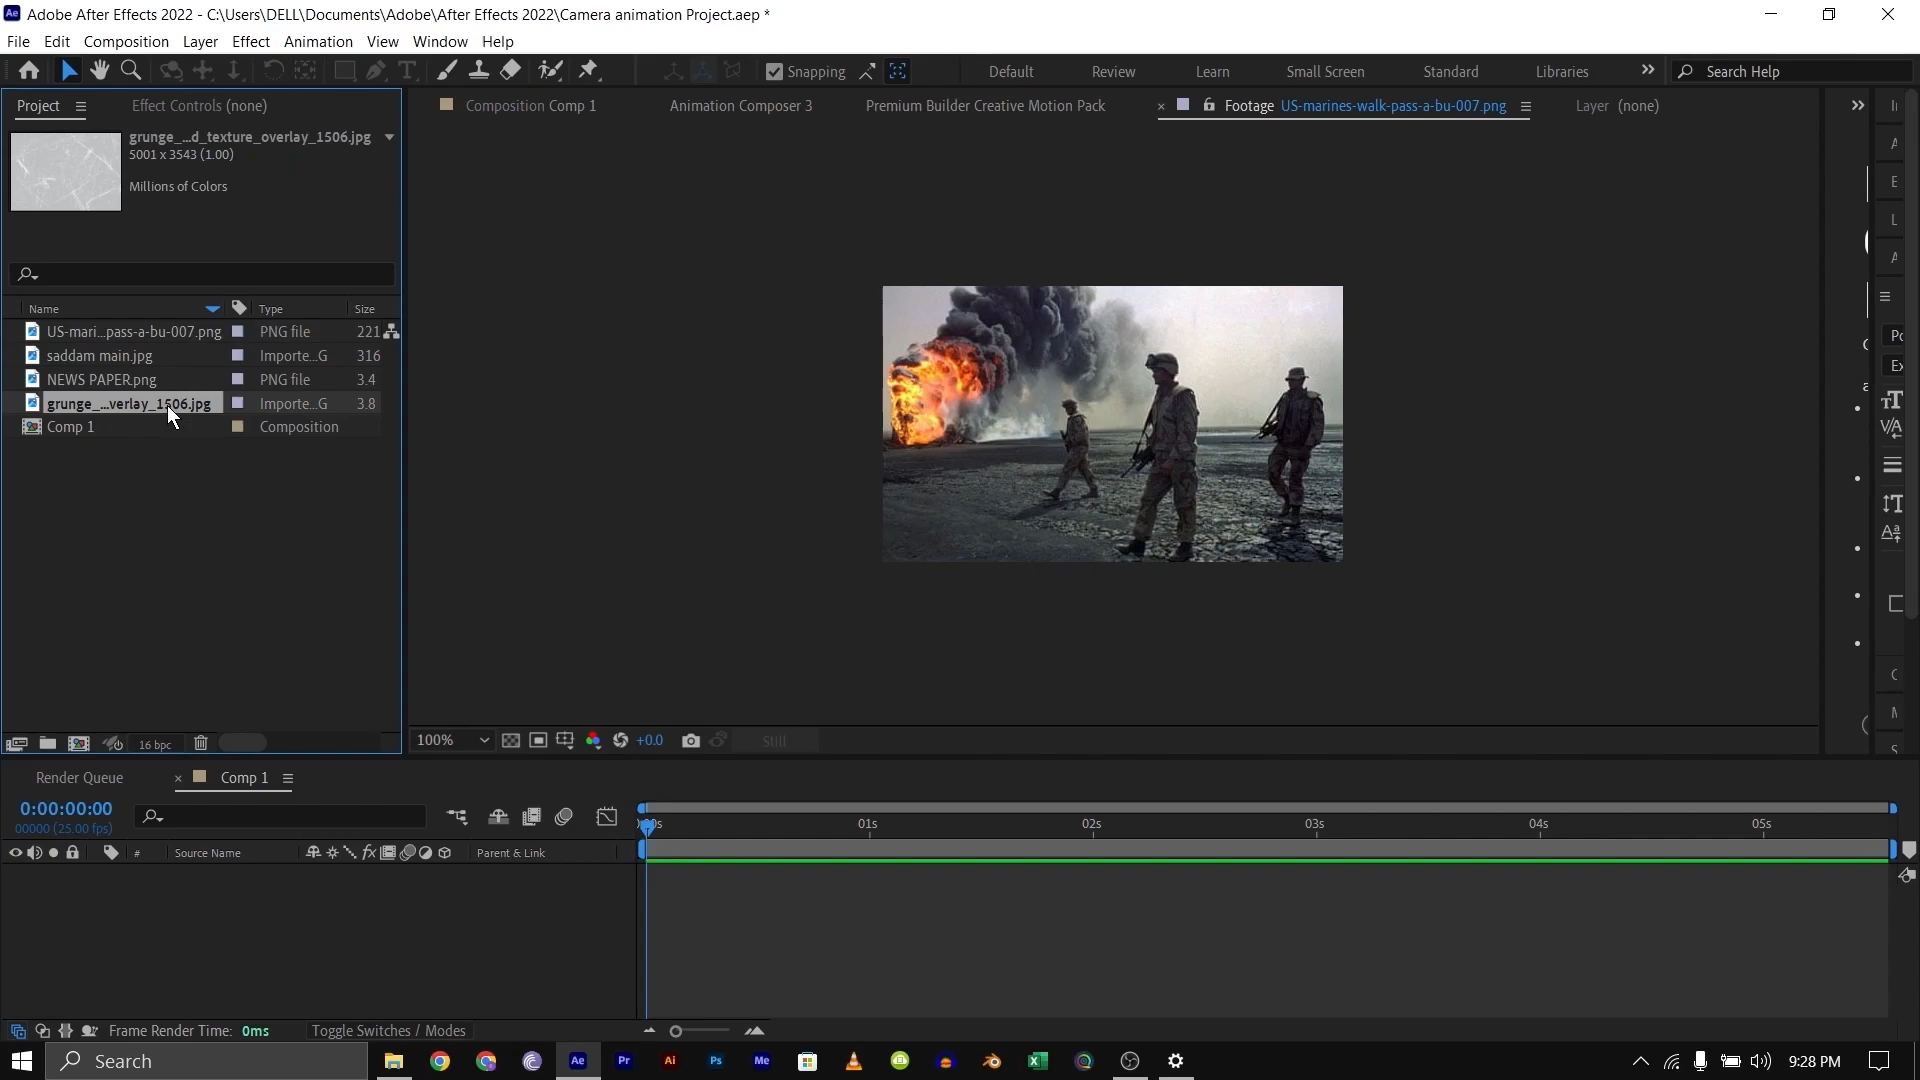 Adobe After Effects 2022 - C:\Users\DELL\Documents\Adobe\After Effects 2022\Camera animation Project.aep *
File Edit Composition Layer Effect Animation View Window Help
Snapping Default Review Learn Small Screen Standard Libraries Search Help
Project Effect Controls (none) Composition Comp 1 Animation Composer 3 Premium Builder Creative Motion Pack Footage US-marines-walk-pass-a-bu-007.png Layer (none)
grunge_...d_texture_overlay_1506.jpg
5001 x 3543 (1.00)
Millions of Colors
Name Type Size
US-mari...pass-a-bu-007.png PNG file 221
saddam main.jpg Importe...G 316
NEWS PAPER.png PNG file 3.4
grunge_...verlay_1506.jpg Importe...G 3.8
Comp 1 Composition
16 bpc 100% +0.0 Still
Render Queue Comp 1
0:00:00:00
00000 (25.00 fps)
01s 02s 03s 04s 05s
# Source Name fx Parent & Link
Frame Render Time: 0ms Toggle Switches / Modes
Search Ae Pr Ai Ps Me 9:28 PM